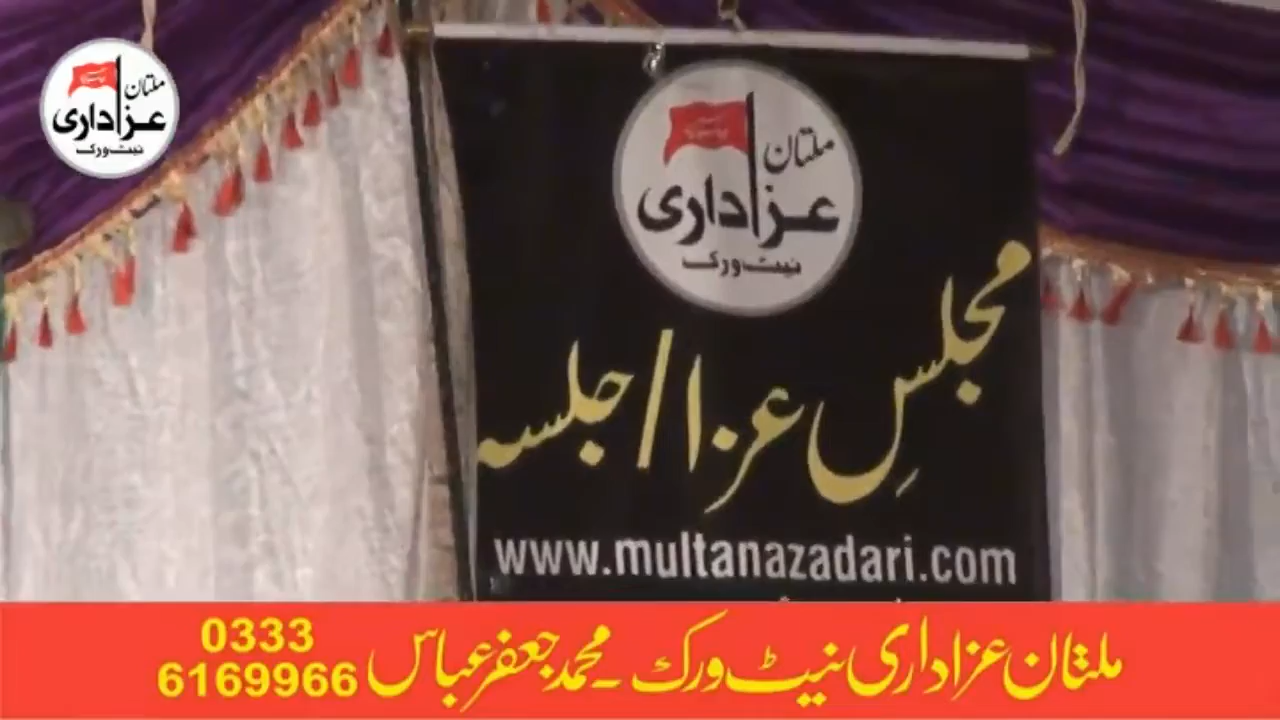 ملتان
عزاداری
نیٹ ورک
ملتان
عزاداری
نیٹ ورک
مجلسِ عزا / جلسہ
www.multanazadari.com
ملتان عزاداری نیٹ ورک ۔ محمد جعفر عباس
0333
6169966